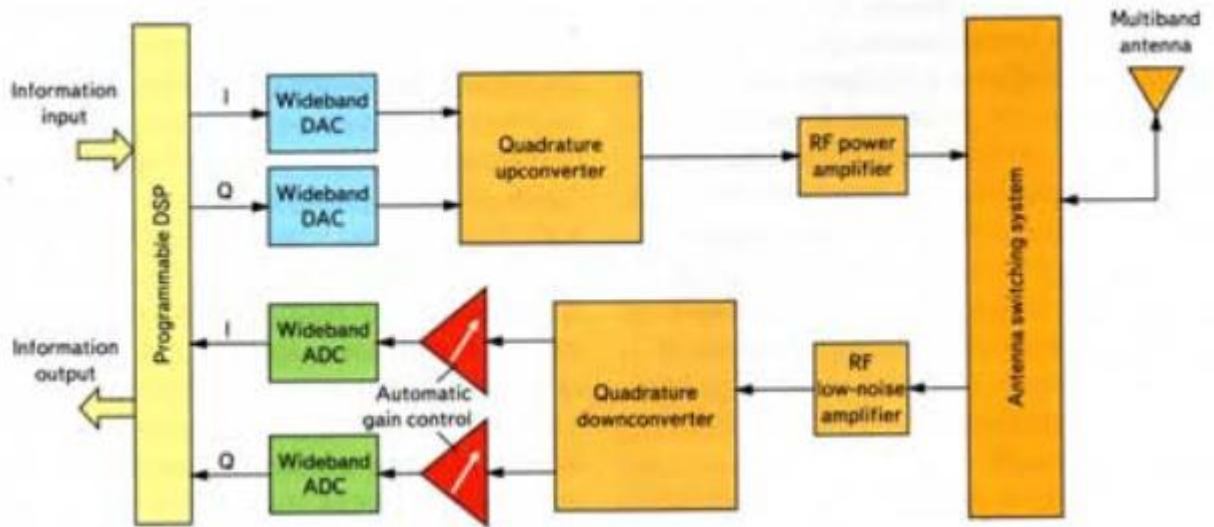 Multiband
antenna
Information
input
I
Wideband
DAC
Quadrature
upconverter
RF power
amplifier
Q
Wideband
DAC
Programmable DSP
Antenna switching system
I
Wideband
ADC
Information
output
Automatic
gain control
Quadrature
downconverter
RF
low-noise
amplifier
Q
Wideband
ADC